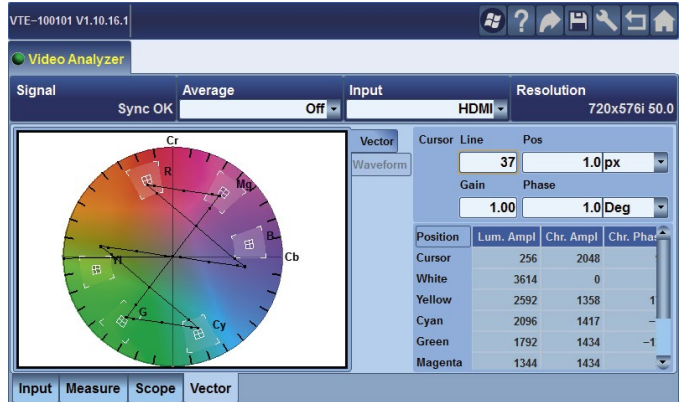 VTE-100101 V1.10.16.1
?
Video Analyzer
Signal Average Input Resolution
Sync OK Off HDMI 720x576i 50.0
Cr
R
Mg
B
Cb
Yl
G
Cy
Vector
Waveform
Cursor Line Pos
37 1.0 px
Gain Phase
1.00 1.0 Deg
Position Lum. Ampl Chr. Ampl Chr. Phas
Cursor 256 2048
White 3614 0
Yellow 2592 1358 1
Cyan 2096 1417 –
Green 1792 1434 –1
Magenta 1344 1434
Input Measure Scope Vector